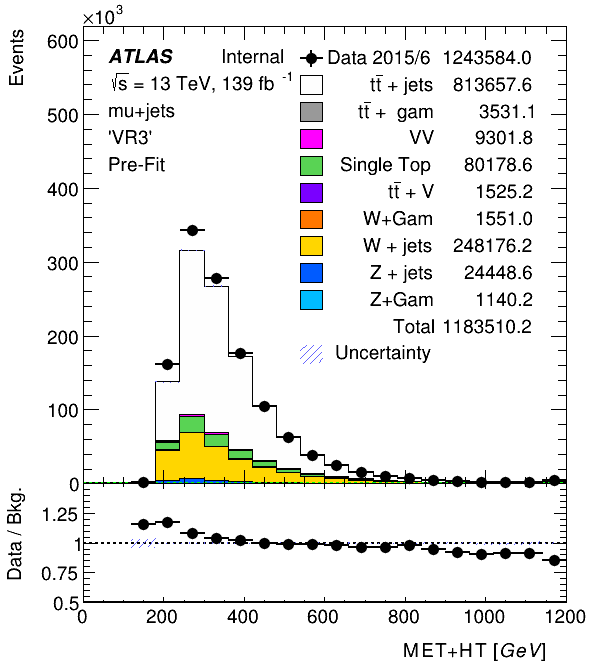 ×10³
Events
600
500
400
300
200
100
0
ATLAS Internal
√s = 13 TeV, 139 fb⁻¹
mu+jets
'VR3'
Pre-Fit
Data 2015/6 1243584.0
tt̄ + jets 813657.6
tt̄ + gam 3531.1
VV 9301.8
Single Top 80178.6
tt̄ + V 1525.2
W+Gam 1551.0
W + jets 248176.2
Z + jets 24448.6
Z+Gam 1140.2
Total 1183510.2
Uncertainty
Data / Bkg.
1.25
1
0.75
0.5
0 200 400 600 800 1000 1200
MET+HT [GeV]